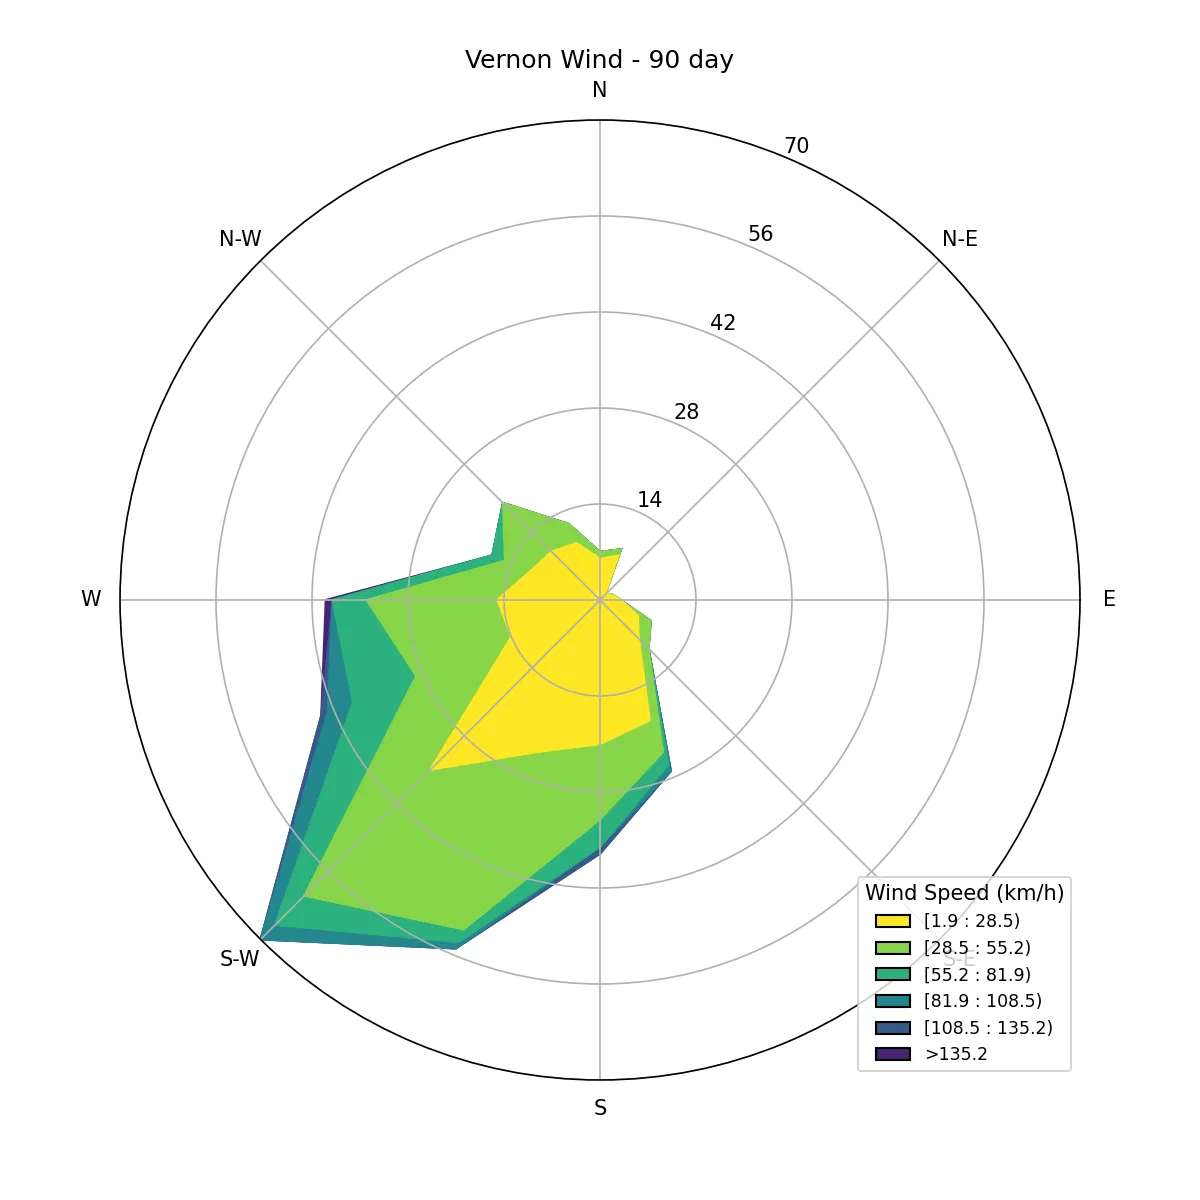 Vernon Wind - 90 day
N
70
N-W
N-E
56
42
28
14
W
E
Wind Speed (km/h)
[1.9 : 28.5)
[28.5 : 55.2)
S-W
S-E
[55.2 : 81.9)
[81.9 : 108.5)
[108.5 : 135.2)
>135.2
S